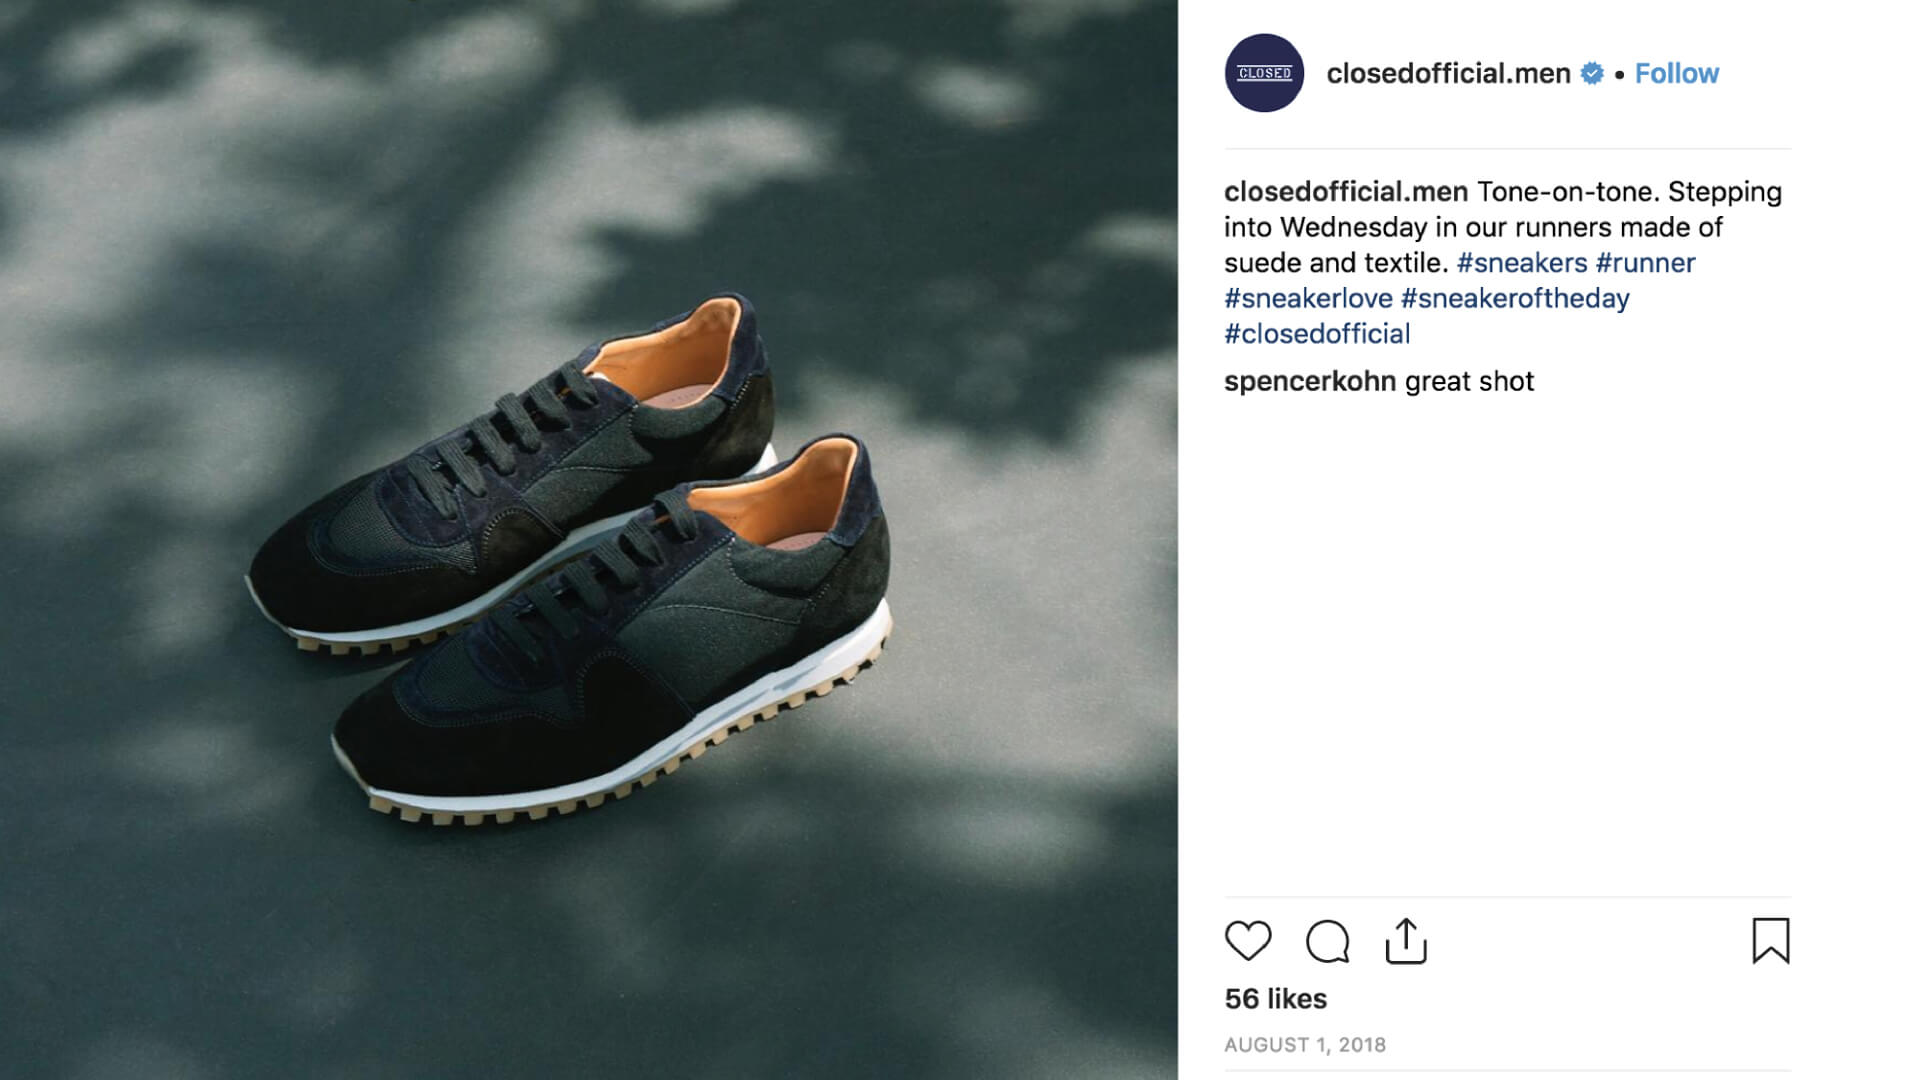 CLOSED
closedofficial.men • Follow
closedofficial.men Tone-on-tone. Stepping
into Wednesday in our runners made of
suede and textile. #sneakers #runner
#sneakerlove #sneakeroftheday
#closedofficial
spencerkohn great shot
56 likes
AUGUST 1, 2018